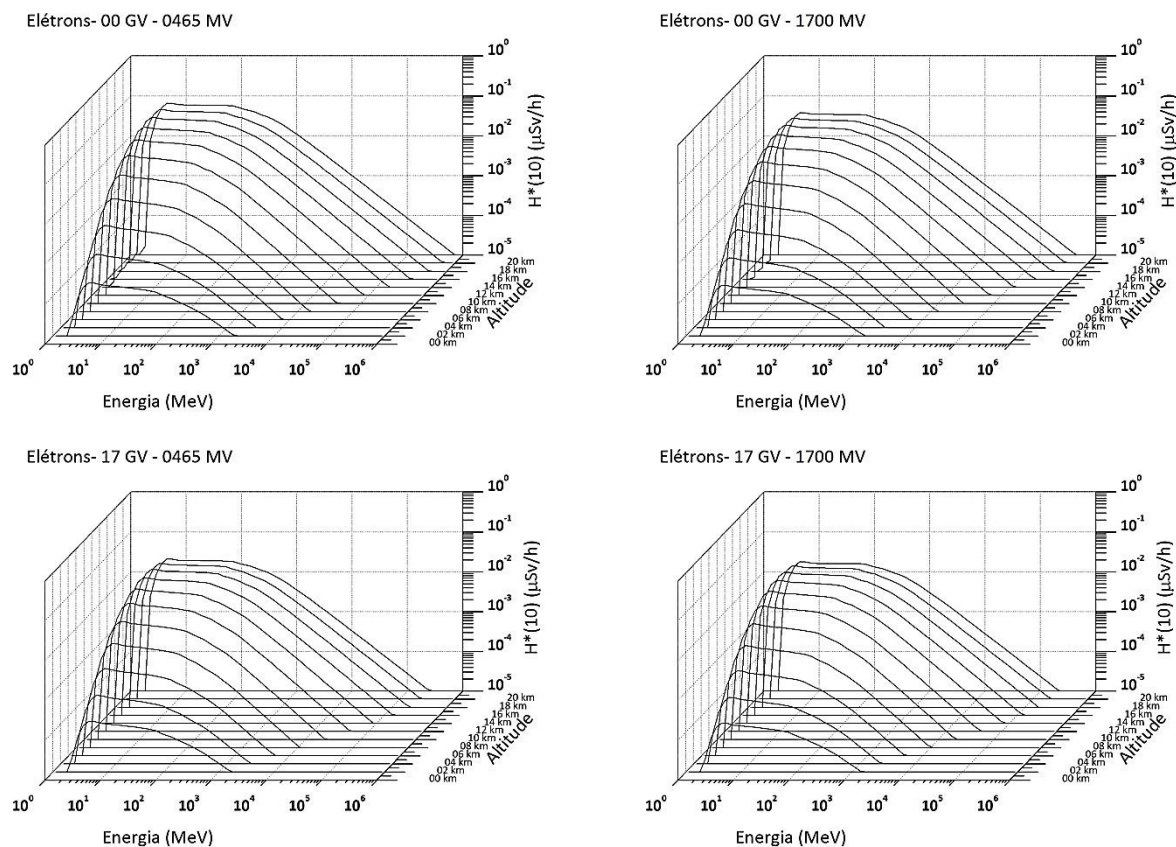 Elétrons- 00 GV - 0465 MV
10⁰
10⁻¹
10⁻²
10⁻³
10⁻⁴
10⁻⁵
H*(10) (µSv/h)
20 km
18 km
16 km
12 km
10 km
08 km
06 km
04 km
02 km
00 km
Altitude
10⁰ 10¹ 10² 10³ 10⁴ 10⁵ 10⁶
Energia (MeV)
Elétrons- 00 GV - 1700 MV
10⁰
10⁻¹
10⁻²
10⁻³
10⁻⁴
10⁻⁵
H*(10) (µSv/h)
20 km
18 km
16 km
12 km
10 km
08 km
06 km
04 km
02 km
00 km
Altitude
10⁰ 10¹ 10² 10³ 10⁴ 10⁵ 10⁶
Energia (MeV)
Elétrons- 17 GV - 0465 MV
10⁰
10⁻¹
10⁻²
10⁻³
10⁻⁴
10⁻⁵
H*(10) (µSv/h)
20 km
18 km
16 km
14 km
10 km
08 km
06 km
04 km
02 km
00 km
Altitude
10⁰ 10¹ 10² 10³ 10⁴ 10⁵ 10⁶
Energia (MeV)
Elétrons- 17 GV - 1700 MV
10⁰
10⁻¹
10⁻²
10⁻³
10⁻⁴
10⁻⁵
H*(10) (µSv/h)
20 km
18 km
16 km
14 km
10 km
08 km
06 km
04 km
02 km
00 km
Altitude
10⁰ 10¹ 10² 10³ 10⁴ 10⁵ 10⁶
Energia (MeV)